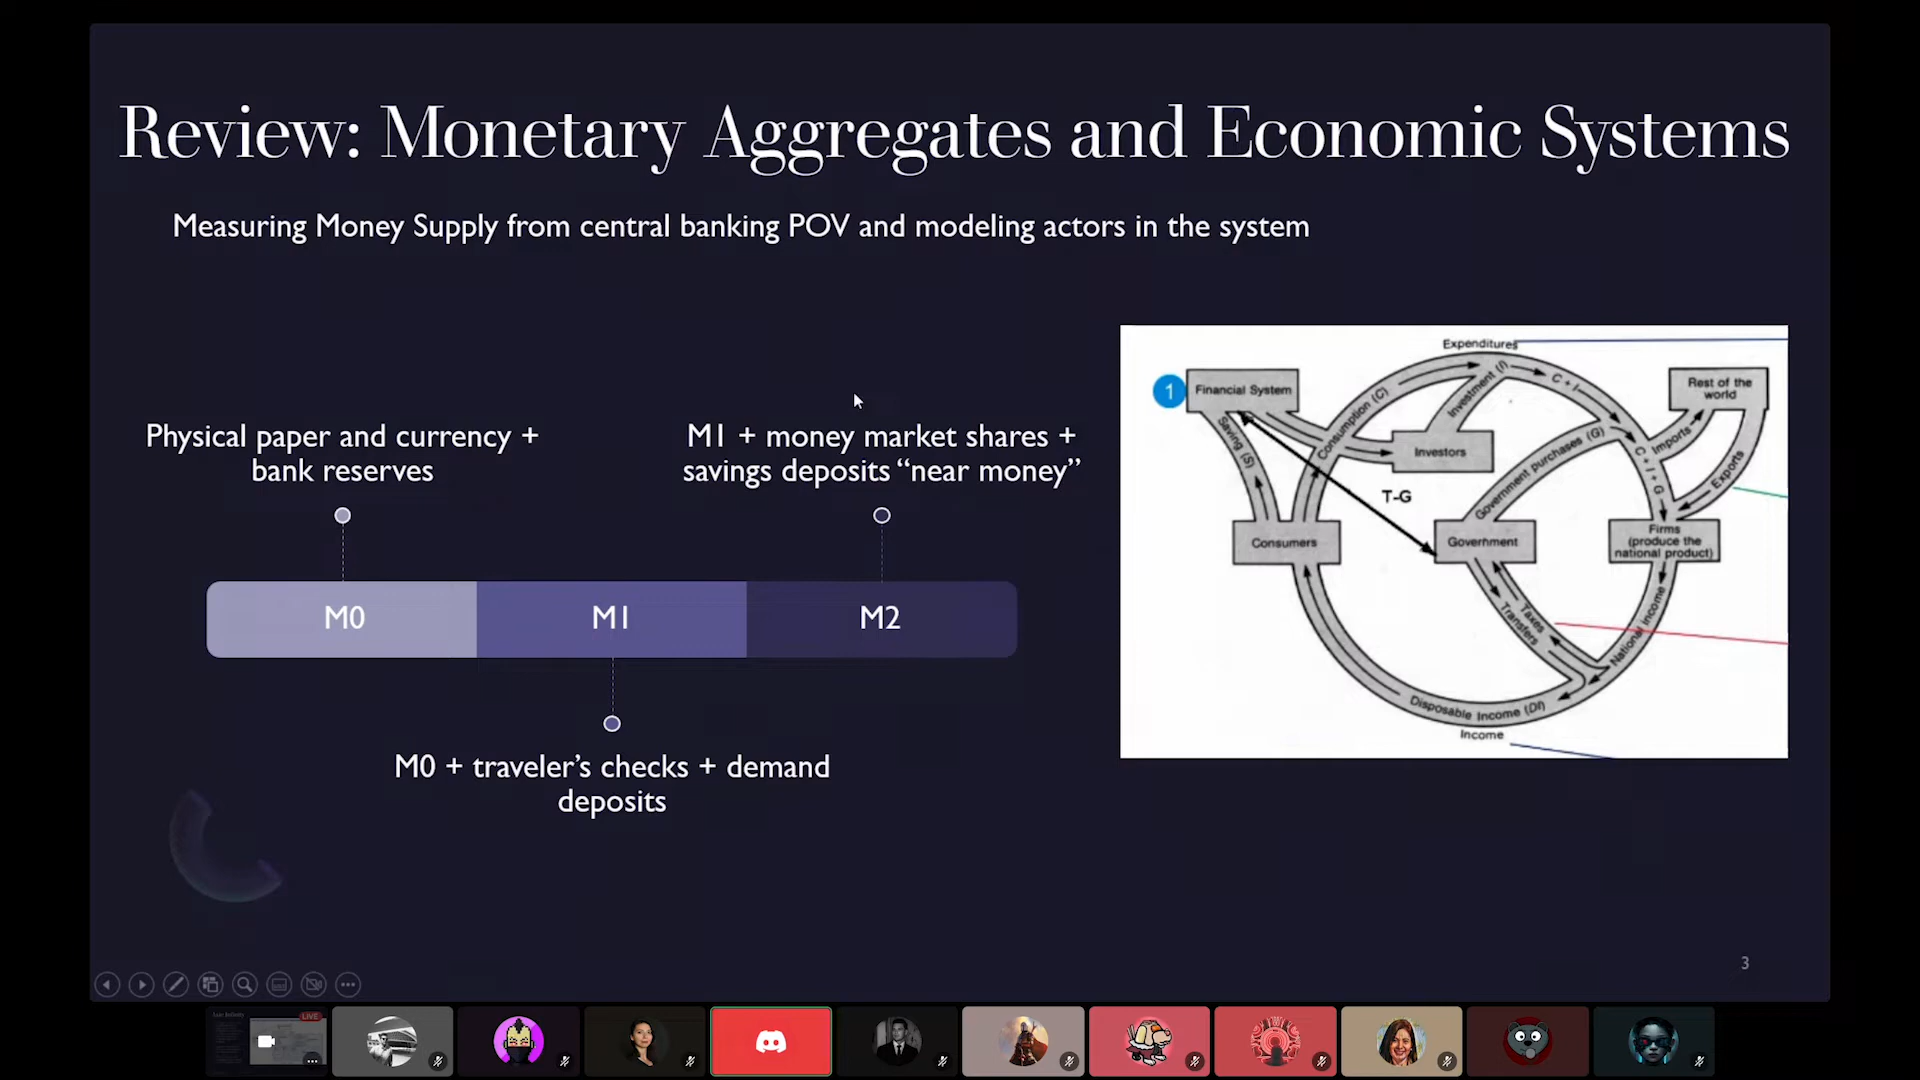 Review: Monetary Aggregates and Economic Systems
Measuring Money Supply from central banking POV and modeling actors in the system
Physical paper and currency +
bank reserves
M1 + money market shares +
savings deposits “near money”
M0
M1
M2
M0 + traveler’s checks + demand
deposits
Expenditures
1
Financial System
Rest of the
world
Consumption (C)
Investment (I)
C + I
Saving (S)
Investors
Government purchases (G)
C + I + G
Imports
Exports
T-G
Consumers
Government
Firms
(produce the
national product)
Taxes
Transfers
National Income
Disposable Income (DI)
Income
3
LIVE